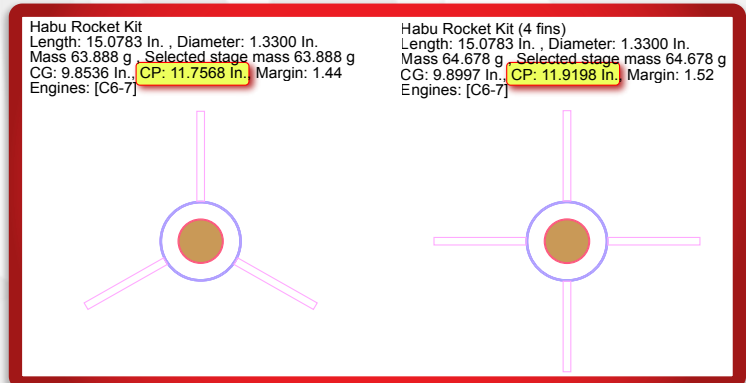 Habu Rocket Kit
Length: 15.0783 In. , Diameter: 1.3300 In.
Mass 63.888 g , Selected stage mass 63.888 g
CG: 9.8536 In., CP: 11.7568 In., Margin: 1.44
Engines: [C6-7]
Habu Rocket Kit (4 fins)
Length: 15.0783 In. , Diameter: 1.3300 In.
Mass 64.678 g , Selected stage mass 64.678 g
CG: 9.8997 In., CP: 11.9198 In., Margin: 1.52
Engines: [C6-7]